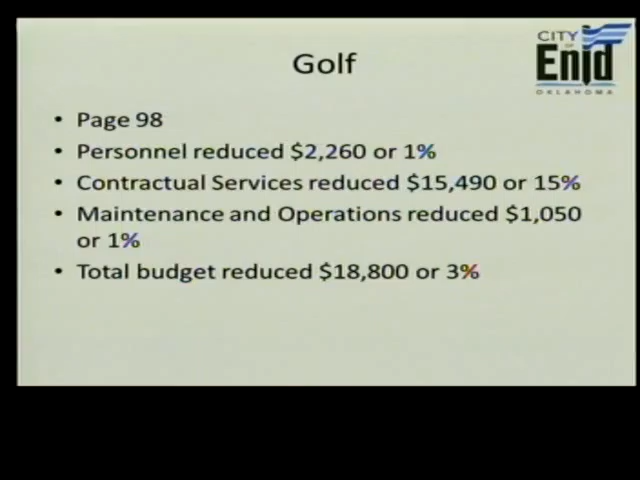 CITY
OF
Enid
OKLAHOMA
Golf
• Page 98
• Personnel reduced $2,260 or 1%
• Contractual Services reduced $15,490 or 15%
• Maintenance and Operations reduced $1,050
or 1%
• Total budget reduced $18,800 or 3%